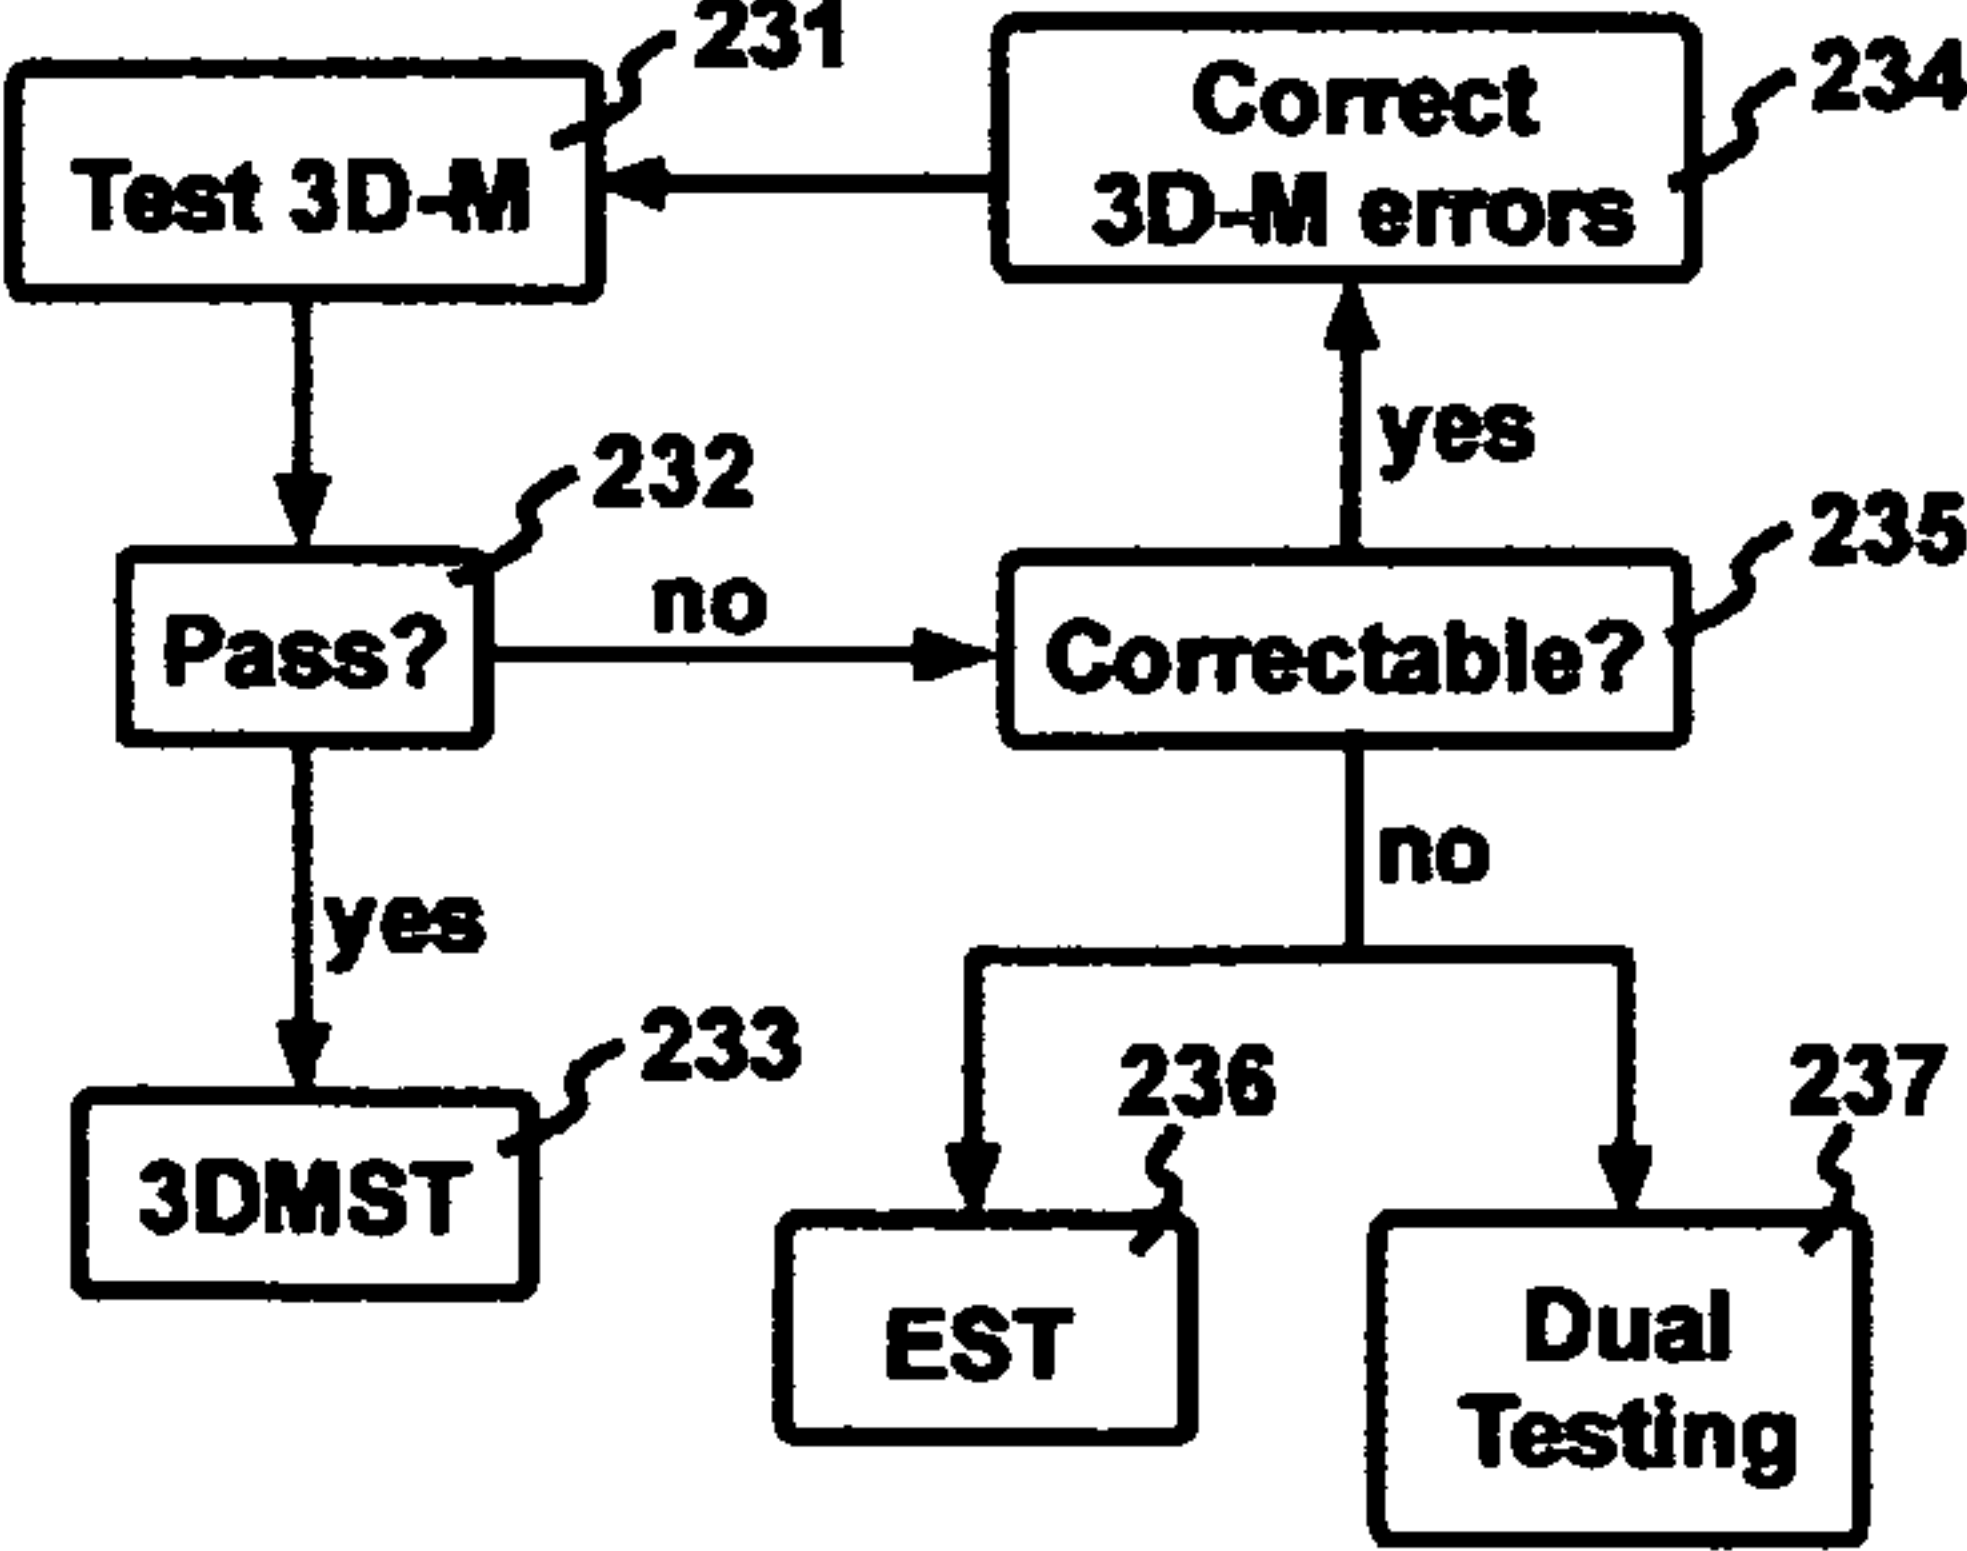 231
Test 3D-M
Correct
3D-M errors
234
yes
232
Pass?
no
235
Correctable?
yes
no
233
3DMST
236
EST
237
Dual
Testing